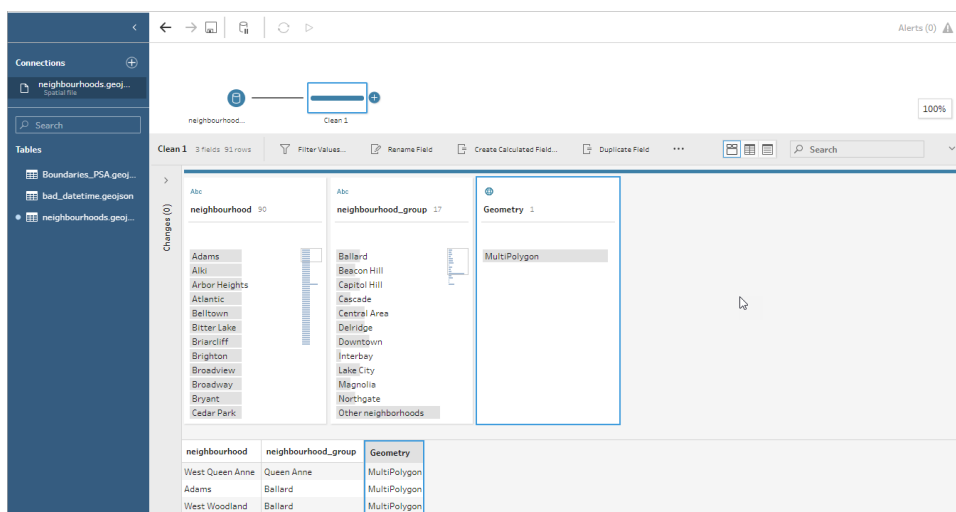 Alerts (0)
Connections
neighbourhoods.geoj...
Spatial file
Search
Tables
Boundaries_PSA.geoj...
bad_datetime.geojson
neighbourhoods.geoj...
neighbourhood...
Clean 1
100%
Clean 1 3 fields 91 rows Filter Values... Rename Field Create Calculated Field... Duplicate Field ... Search
Changes (0)
Abc
neighbourhood 90
Adams
Alki
Arbor Heights
Atlantic
Belltown
Bitter Lake
Briarcliff
Brighton
Broadview
Broadway
Bryant
Cedar Park
Abc
neighbourhood_group 17
Ballard
Beacon Hill
Capitol Hill
Cascade
Central Area
Delridge
Downtown
Interbay
Lake City
Magnolia
Northgate
Other neighborhoods
Geometry 1
MultiPolygon
neighbourhood neighbourhood_group Geometry
West Queen Anne Queen Anne MultiPolygon
Adams Ballard MultiPolygon
West Woodland Ballard MultiPolygon